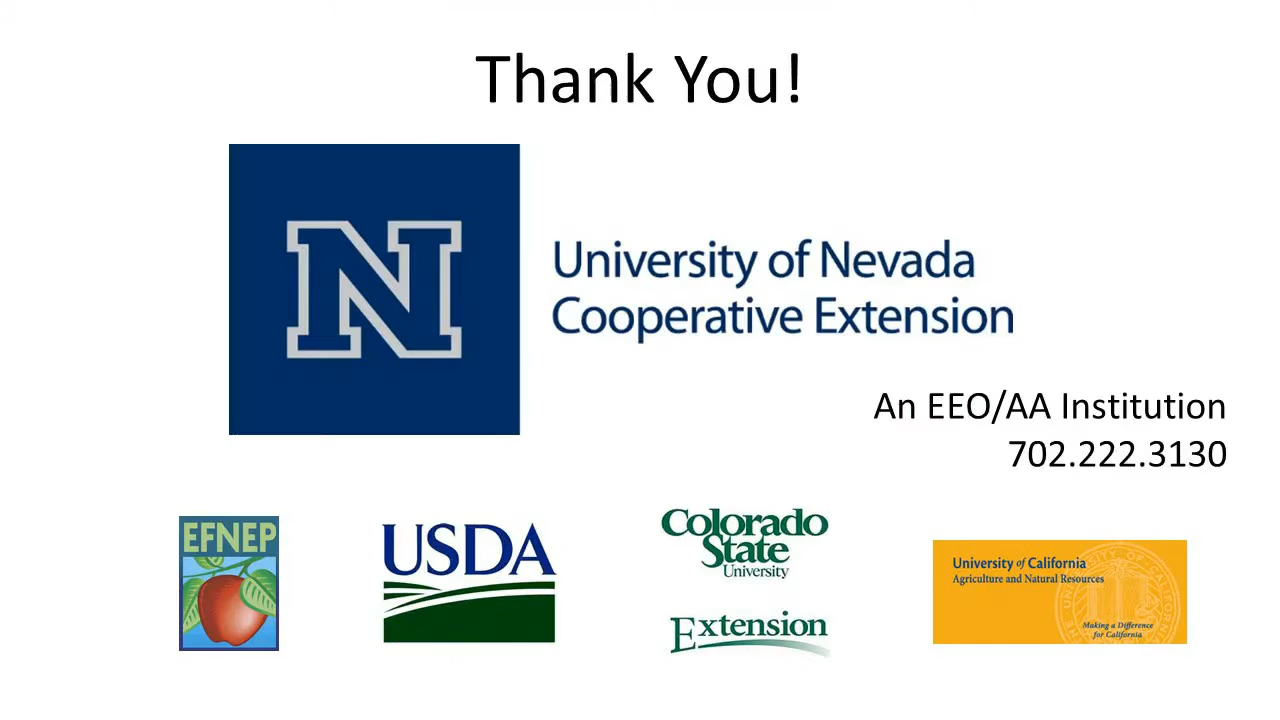 Thank You!
N
University of Nevada
Cooperative Extension
An EEO/AA Institution
702.222.3130
EFNEP
USDA
Colorado
State
University
Extension
University of California
Agriculture and Natural Resources
Making a Difference
for California